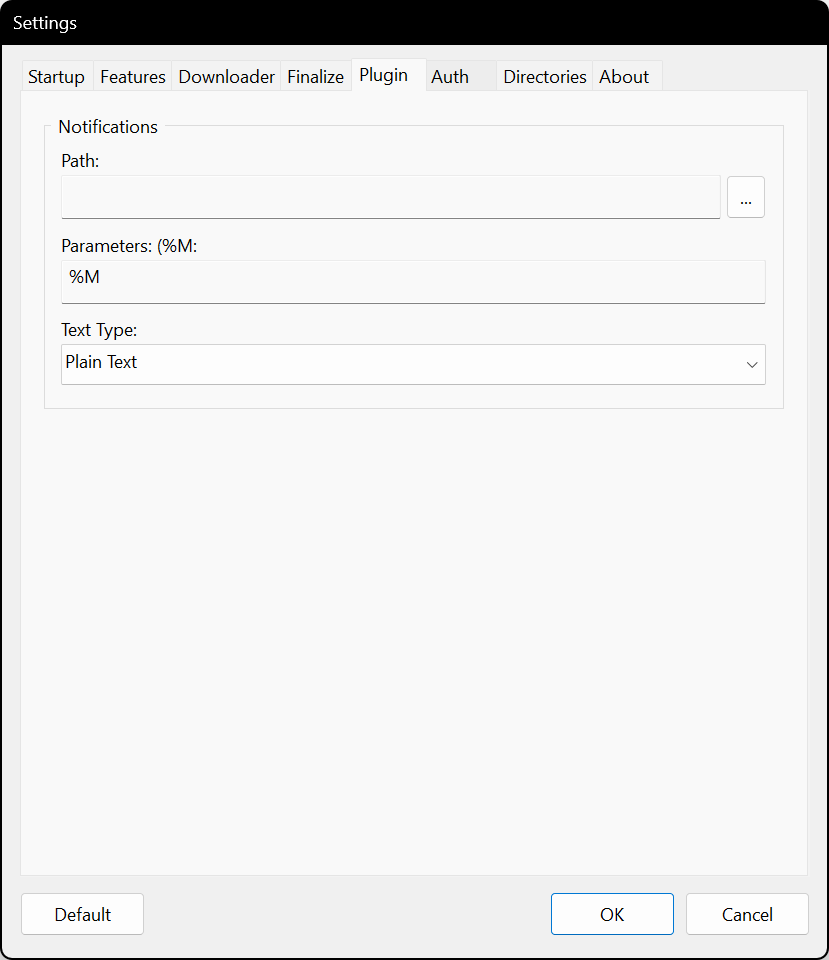 Settings
Startup Features Downloader Finalize Plugin Auth Directories About
Notifications
Path:
...
Parameters: (%M:
%M
Text Type:
Plain Text
Default OK Cancel